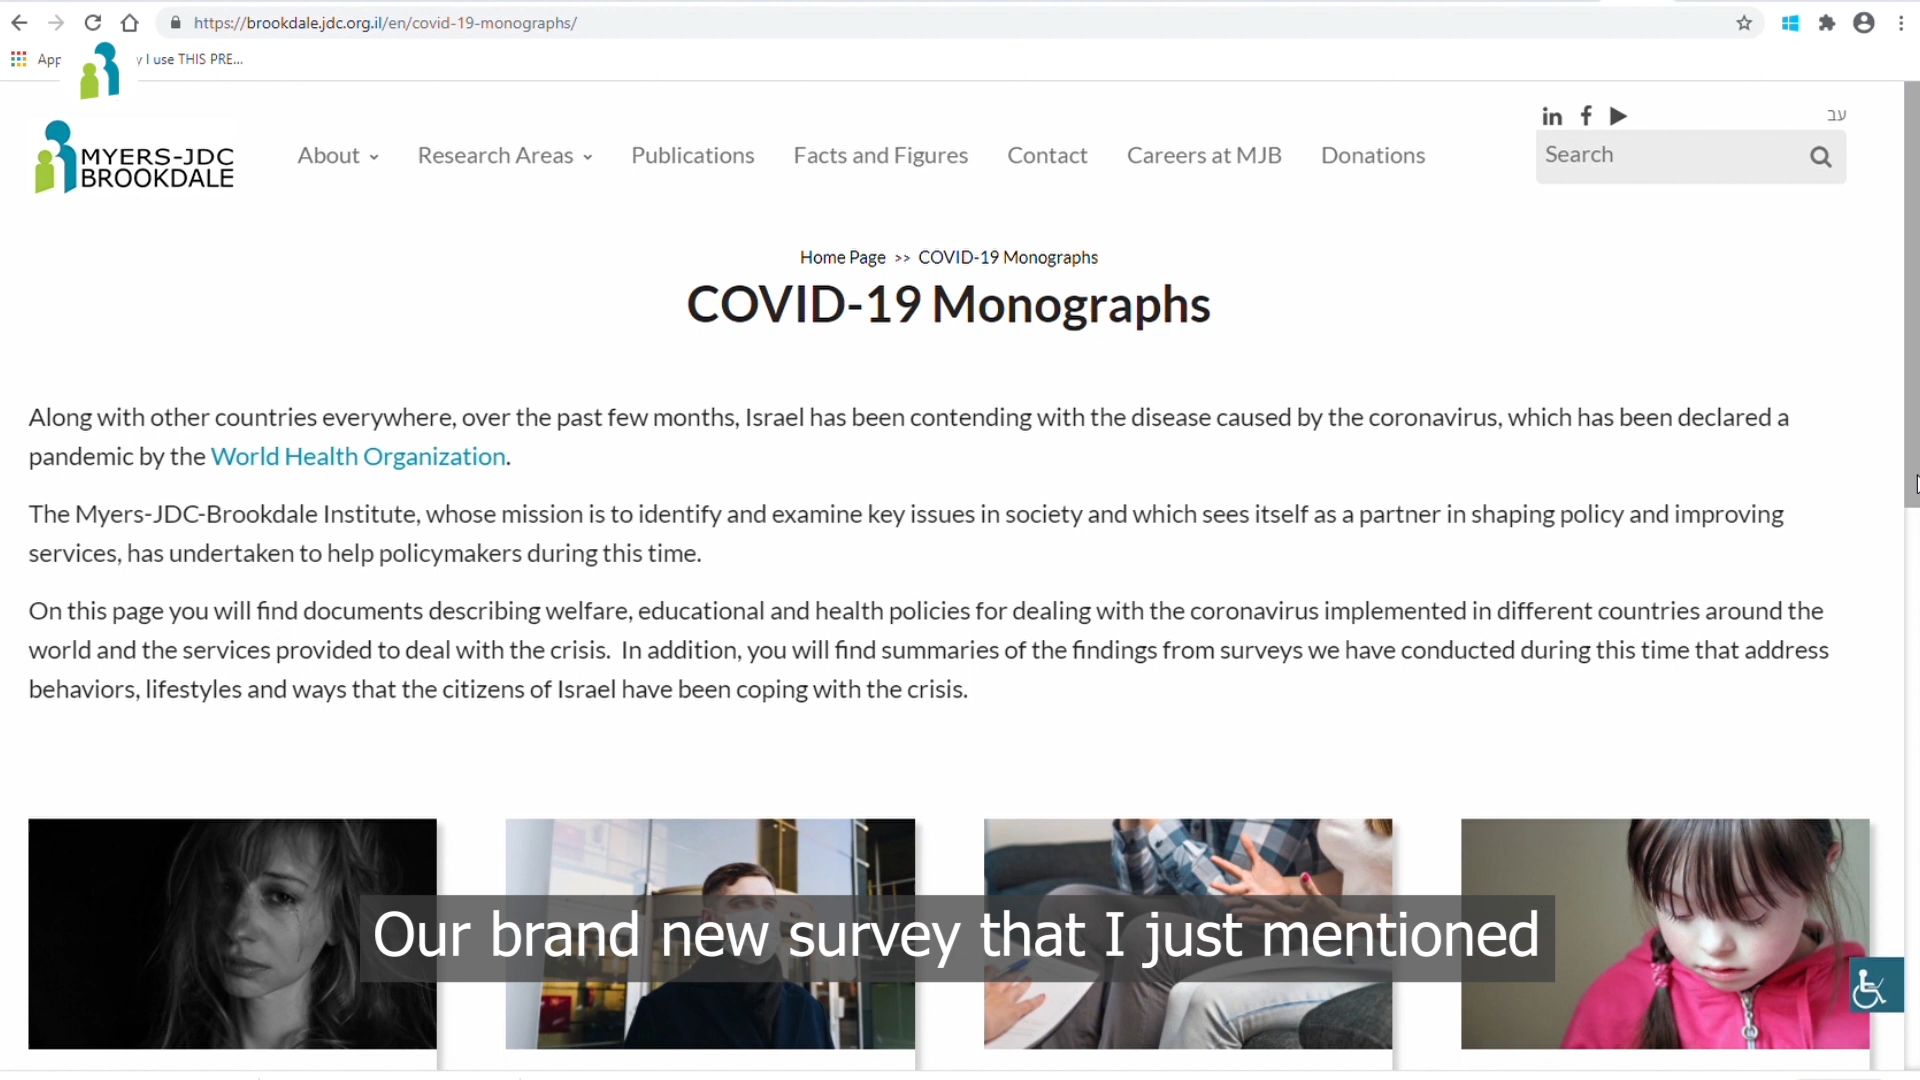 https://brookdale.jdc.org.il/en/covid-19-monographs/
y I use THIS PRE...
MYERS-JDC
BROOKDALE
About
Research Areas
Publications
Facts and Figures
Contact
Careers at MJB
Donations
עב
Search
Home Page >> COVID-19 Monographs
COVID-19 Monographs
Along with other countries everywhere, over the past few months, Israel has been contending with the disease caused by the coronavirus, which has been declared a
pandemic by the World Health Organization.
The Myers-JDC-Brookdale Institute, whose mission is to identify and examine key issues in society and which sees itself as a partner in shaping policy and improving
services, has undertaken to help policymakers during this time.
On this page you will find documents describing welfare, educational and health policies for dealing with the coronavirus implemented in different countries around the
world and the services provided to deal with the crisis. In addition, you will find summaries of the findings from surveys we have conducted during this time that address
behaviors, lifestyles and ways that the citizens of Israel have been coping with the crisis.
Our brand new survey that I just mentioned